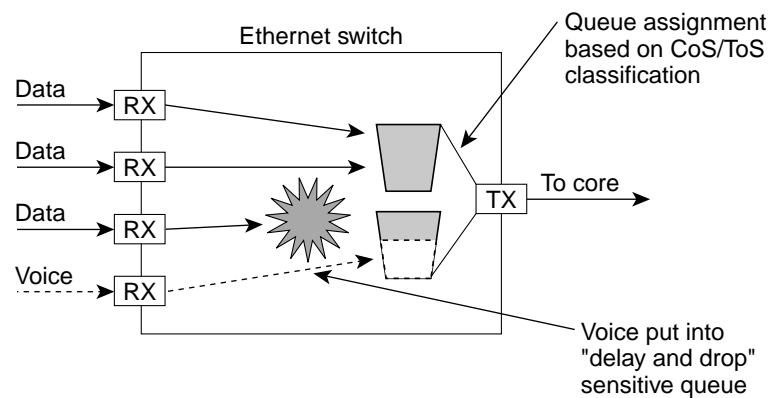 Ethernet switch
Queue assignment
based on CoS/ToS
classification
Data
RX
Data
RX
Data
RX
Voice
RX
TX
To core
Voice put into
"delay and drop"
sensitive queue